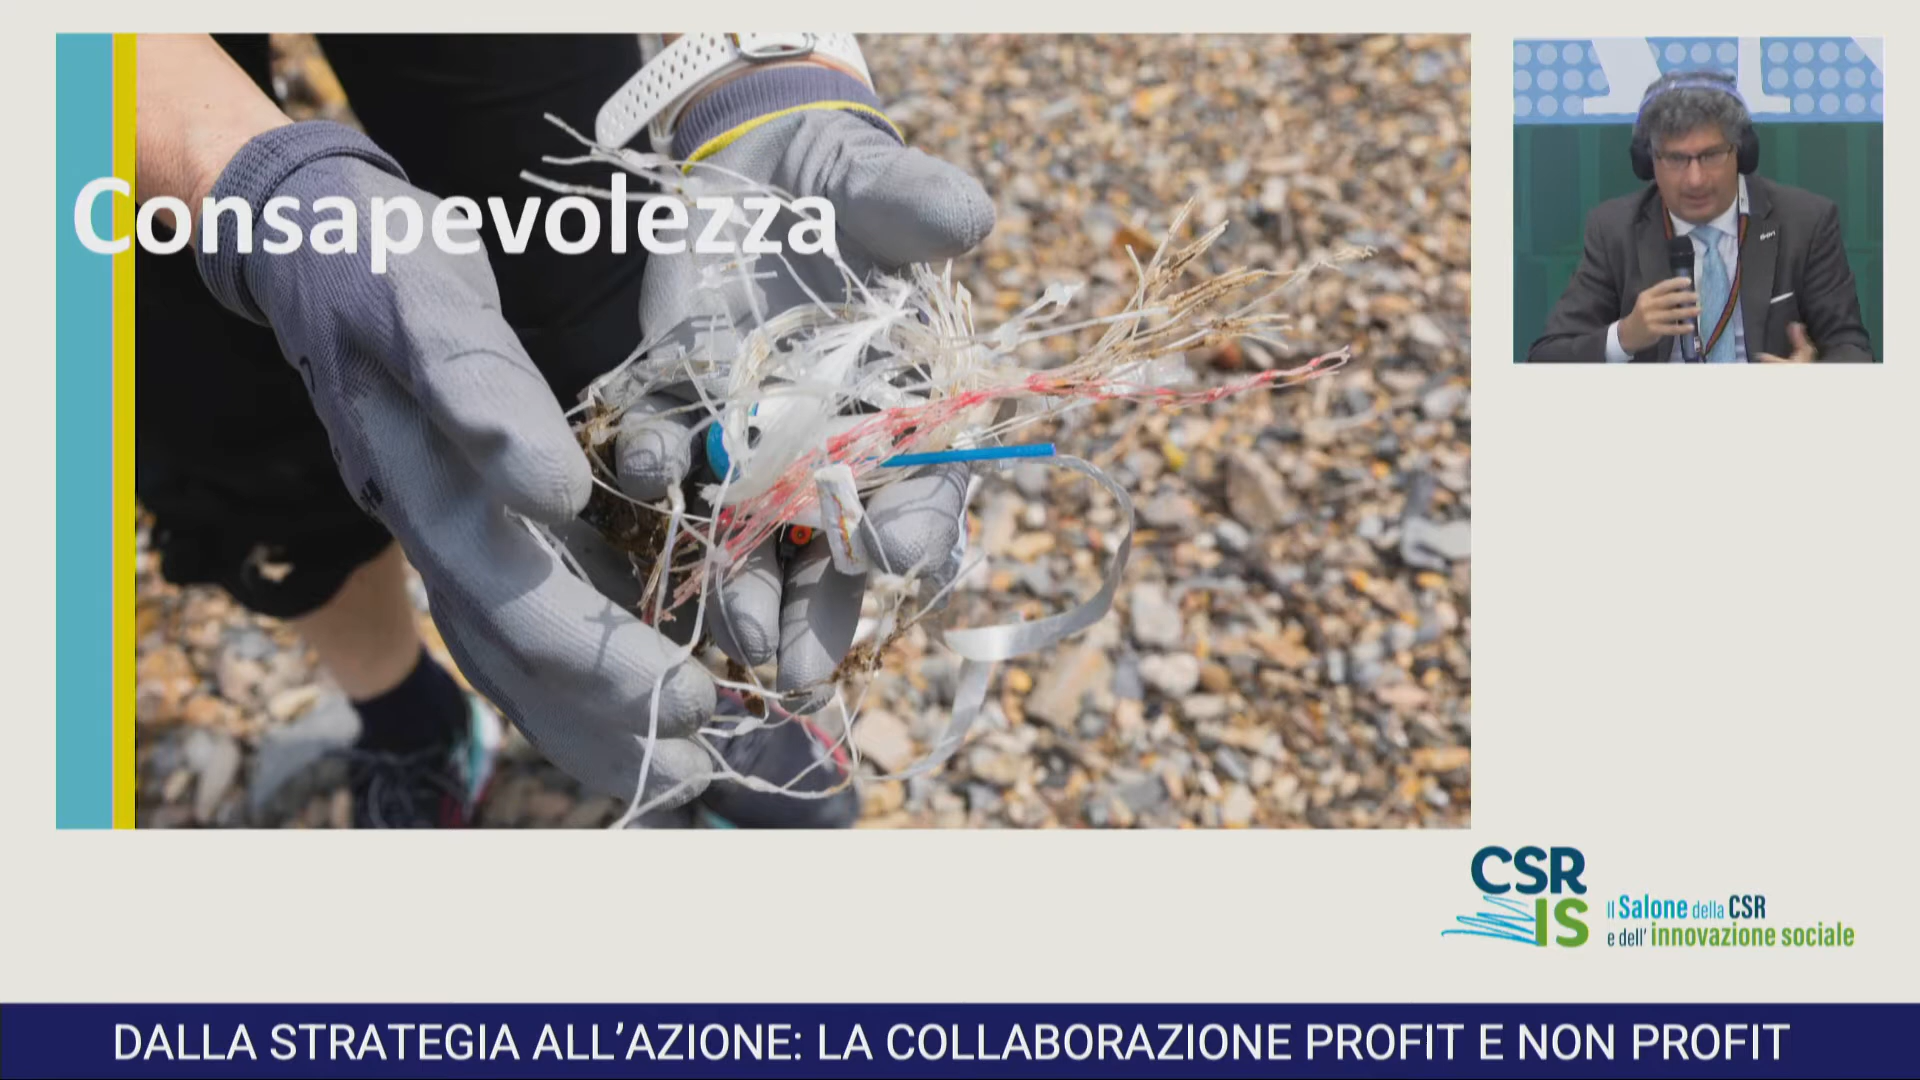 Consapevolezza
CSR
IS
Il Salone della CSR
e dell' innovazione sociale
DALLA STRATEGIA ALL'AZIONE: LA COLLABORAZIONE PROFIT E NON PROFIT